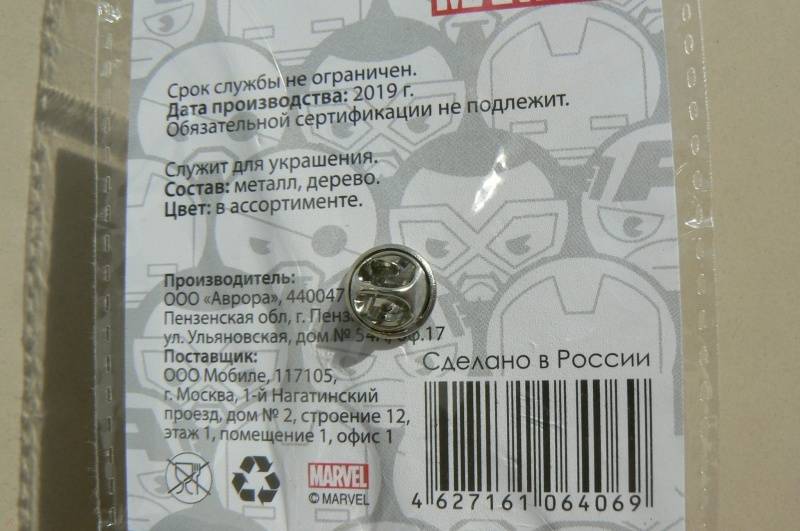 Срок службы не ограничен.
Дата производства: 2019 г.
Обязательной сертификации не подлежит.
Служит для украшения.
Состав: металл, дерево.
Цвет: в ассортименте.
Производитель:
ООО «Аврора», 440047
Пензенская обл, г.
ул. Ульяновская, дом №
Поставщик:
ООО Мобиле, 117105,
г. Москва, 1-й Нагатинский
проезд, дом № 2, строение 12,
этаж 1, помещение 1, офис 1
Сделано в России
MARVEL
© MARVEL
4 627161 064069